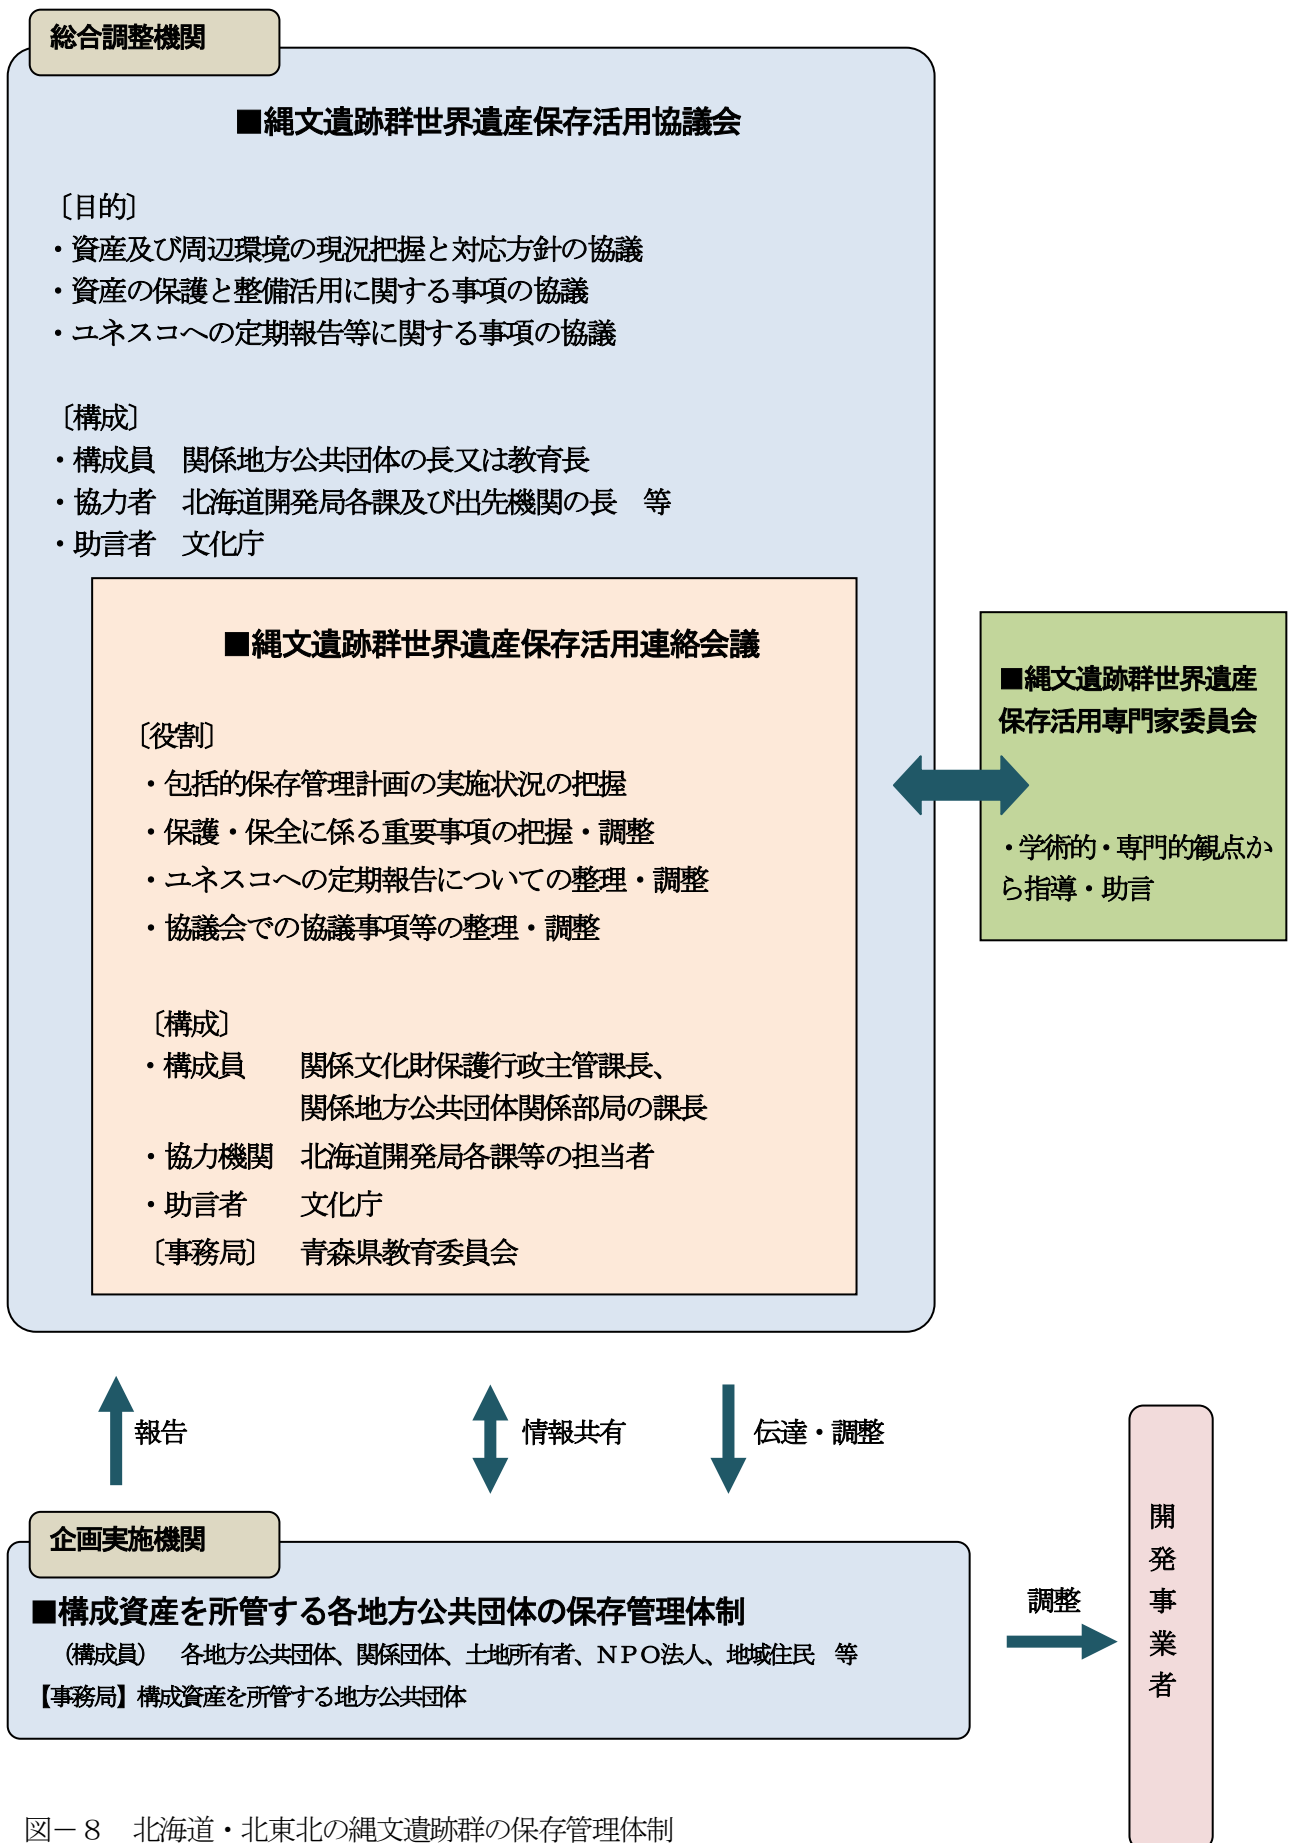 総合調整機関
■縄文遺跡群世界遺産保存活用協議会
〔目的〕
・資産及び周辺環境の現況把握と対応方針の協議
・資産の保護と整備活用に関する事項の協議
・ユネスコへの定期報告等に関する事項の協議
〔構成〕
・構成員　関係地方公共団体の長又は教育長
・協力者　北海道開発局各課及び出先機関の長　等
・助言者　文化庁
■縄文遺跡群世界遺産保存活用連絡会議
〔役割〕
・包括的保存管理計画の実施状況の把握
・保護・保全に係る重要事項の把握・調整
・ユネスコへの定期報告についての整理・調整
・協議会での協議事項等の整理・調整
〔構成〕
・構成員　　関係文化財保護行政主管課長、
関係地方公共団体関係部局の課長
・協力機関　北海道開発局各課等の担当者
・助言者　　文化庁
〔事務局〕　青森県教育委員会
■縄文遺跡群世界遺産
保存活用専門家委員会
・学術的・専門的観点か
ら指導・助言
報告
情報共有
伝達・調整
企画実施機関
■構成資産を所管する各地方公共団体の保存管理体制
（構成員）　各地方公共団体、関係団体、土地所有者、ＮＰＯ法人、地域住民　等
【事務局】構成資産を所管する地方公共団体
調整
開発事業者
図－８　北海道・北東北の縄文遺跡群の保存管理体制